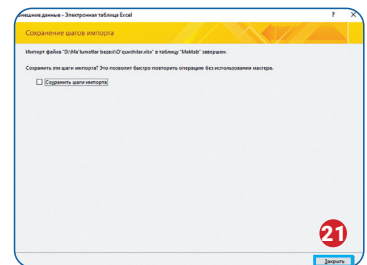 нешние данные - Электронная таблица Excel
Сохранение шагов импорта
Импорт файла "D:\Ma'lumotlar bazasi\O'quvchilar.xlsx" в таблицу "Maktab" завершен.
Сохранить эти шаги импорта? Это позволит быстро повторить операцию без использования мастера.
Сохранить шаги импорта
21
Закрыть